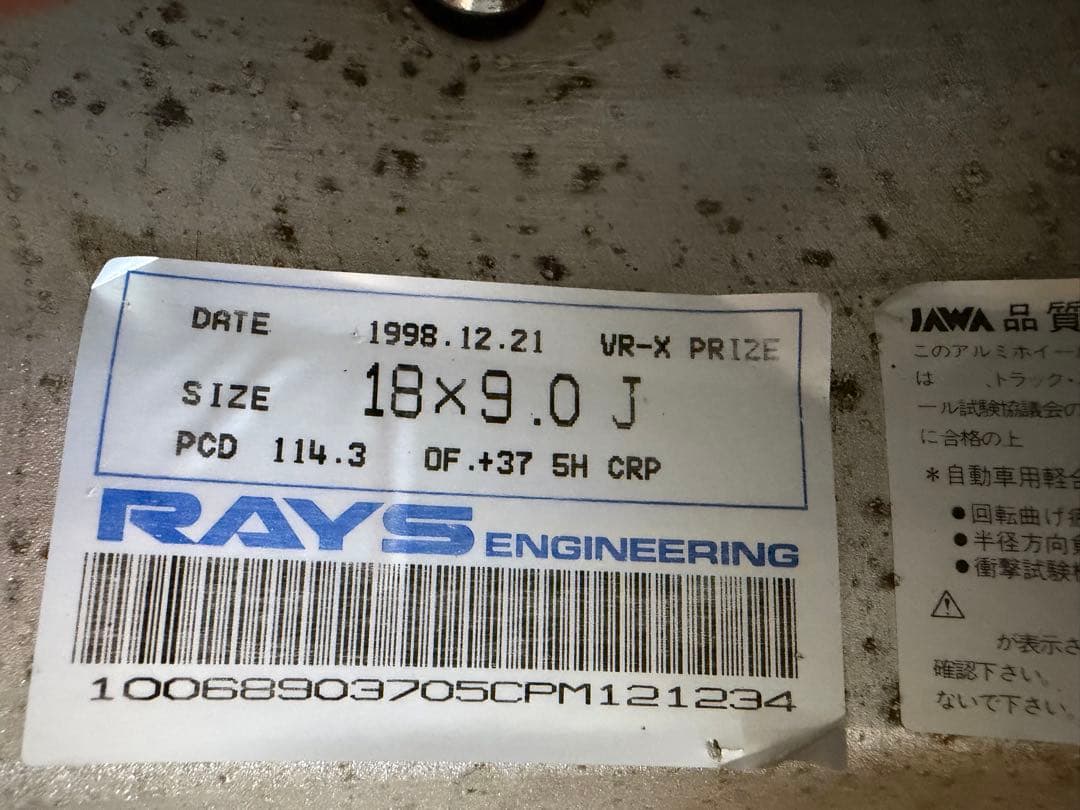 DATE 1998.12.21 VR-X PRIZE
SIZE 18×9.0 J
PCD 114.3 OF.+37 5H CRP
RAYS ENGINEERING
10068903705CPM121234
JAWA 品質
このアルミホイール
は 、トラック・
ール試験協議会の
に合格の上
＊自動車用軽合
●回転曲げ疲
●半径方向負
●衝撃試験
が表示さ
確認下さい。
ないで下さい。